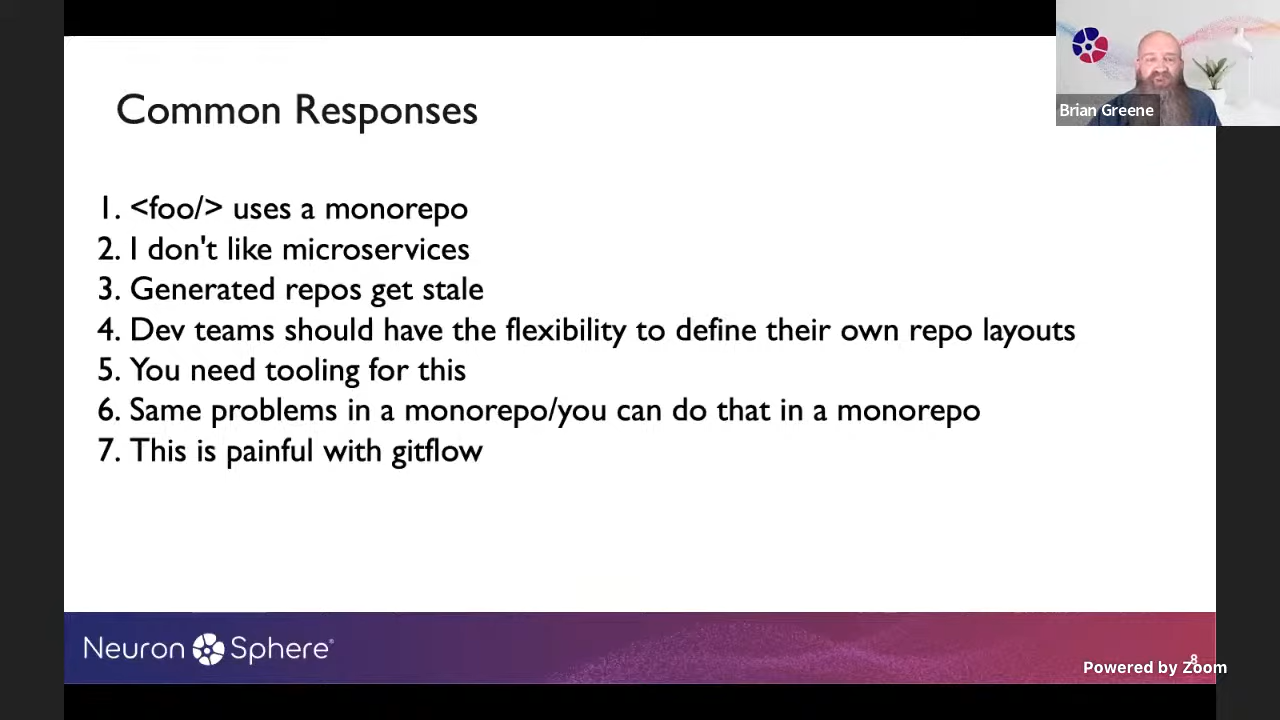 Common Responses
Brian Greene
1. <foo/> uses a monorepo
2. I don't like microservices
3. Generated repos get stale
4. Dev teams should have the flexibility to define their own repo layouts
5. You need tooling for this
6. Same problems in a monorepo/you can do that in a monorepo
7. This is painful with gitflow
Neuron Sphere®
8
Powered by Zoom